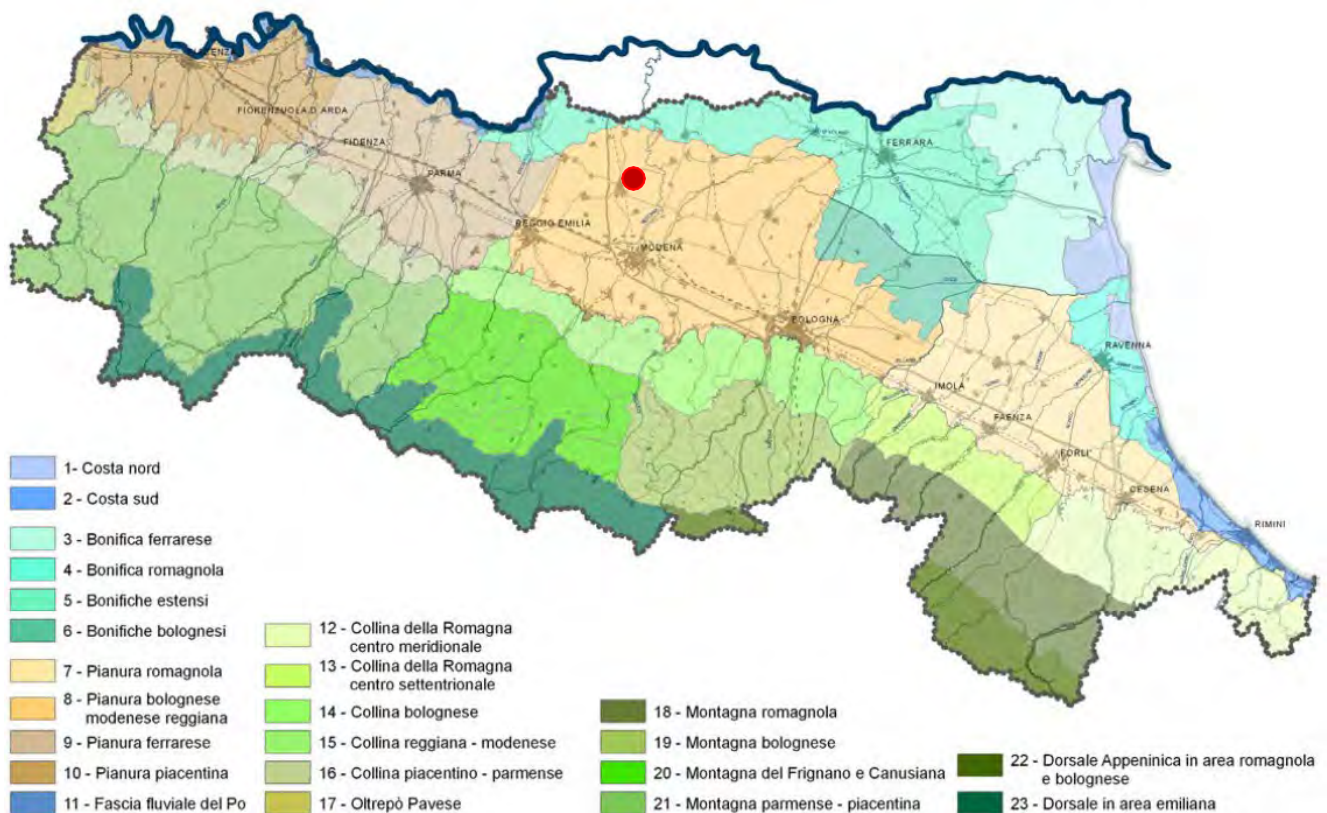 FIORENZUOLA D'ARDA
FIDENZA
PARMA
REGGIO EMILIA
MODENA
BOLOGNA
FERRARA
RAVENNA
IMOLA
FAENZA
FORLI'
CESENA
RIMINI
1- Costa nord
2 - Costa sud
3 - Bonifica ferrarese
4 - Bonifica romagnola
5 - Bonifiche estensi
6 - Bonifiche bolognesi
7 - Pianura romagnola
8 - Pianura bolognese
modenese reggiana
9 - Pianura ferrarese
10 - Pianura piacentina
11 - Fascia fluviale del Po
12 - Collina della Romagna
centro meridionale
13 - Collina della Romagna
centro settentrionale
14 - Collina bolognese
15 - Collina reggiana - modenese
16 - Collina piacentino - parmense
17 - Oltrepò Pavese
18 - Montagna romagnola
19 - Montagna bolognese
20 - Montagna del Frignano e Canusiana
21 - Montagna parmense - piacentina
22 - Dorsale Appeninica in area romagnola
e bolognese
23 - Dorsale in area emiliana